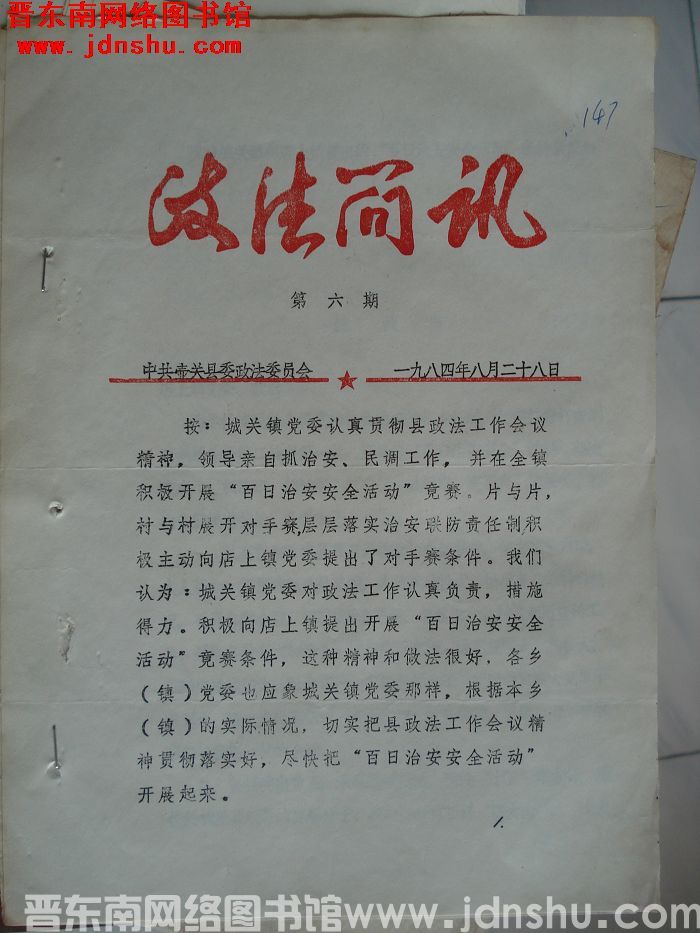 晋东南网络图书馆
www.jdnshu.com
147
政法简讯
第六期
中共壶关县委政法委员会 一九八四年八月二十八日
按：城关镇党委认真贯彻县政法工作会议
精神，领导亲自抓治安、民调工作，并在全镇
积极开展“百日治安安全活动”竞赛。片与片，
村与村展开对手赛，层层落实治安联防责任制积
极主动向店上镇党委提出了对手赛条件。我们
认为：城关镇党委对政法工作认真负责，措施
得力。积极向店上镇提出开展“百日治安安全
活动”竞赛条件，这种精神和做法很好，各乡
（镇）党委也应象城关镇党委那样，根据本乡
（镇）的实际情况，切实把县政法工作会议精
神贯彻落实好，尽快把“百日治安安全活动”
开展起来。
1.
晋东南网络图书馆www.jdnshu.com